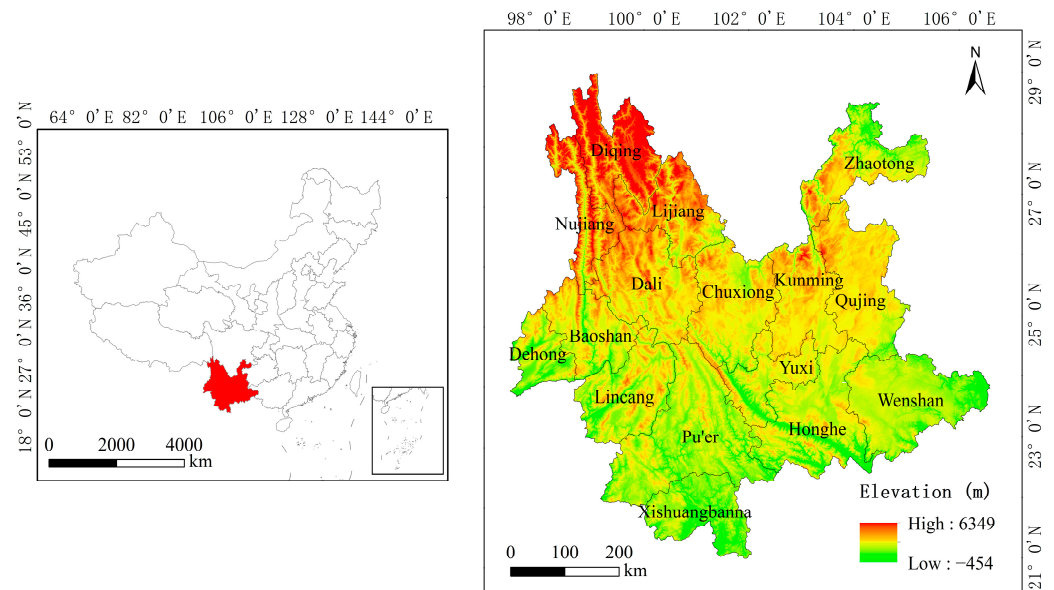 64° 0'E 82° 0'E 106° 0'E 128° 0'E 144° 0'E
53° 0'N
45° 0'N
36° 0'N
27° 0'N
18° 0'N
0 2000 4000
km
98° 0'E 100° 0'E 102° 0'E 104° 0'E 106° 0'E
N
29° 0'N
27° 0'N
25° 0'N
23° 0'N
21° 0'N
Diqing
Zhaotong
Nujiang
Lijiang
Dali
Chuxiong
Kunming
Qujing
Baoshan
Dehong
Yuxi
Lincang
Wenshan
Pu'er
Honghe
Xishuangbanna
Elevation (m)
High : 6349
Low : −454
0 100 200
km